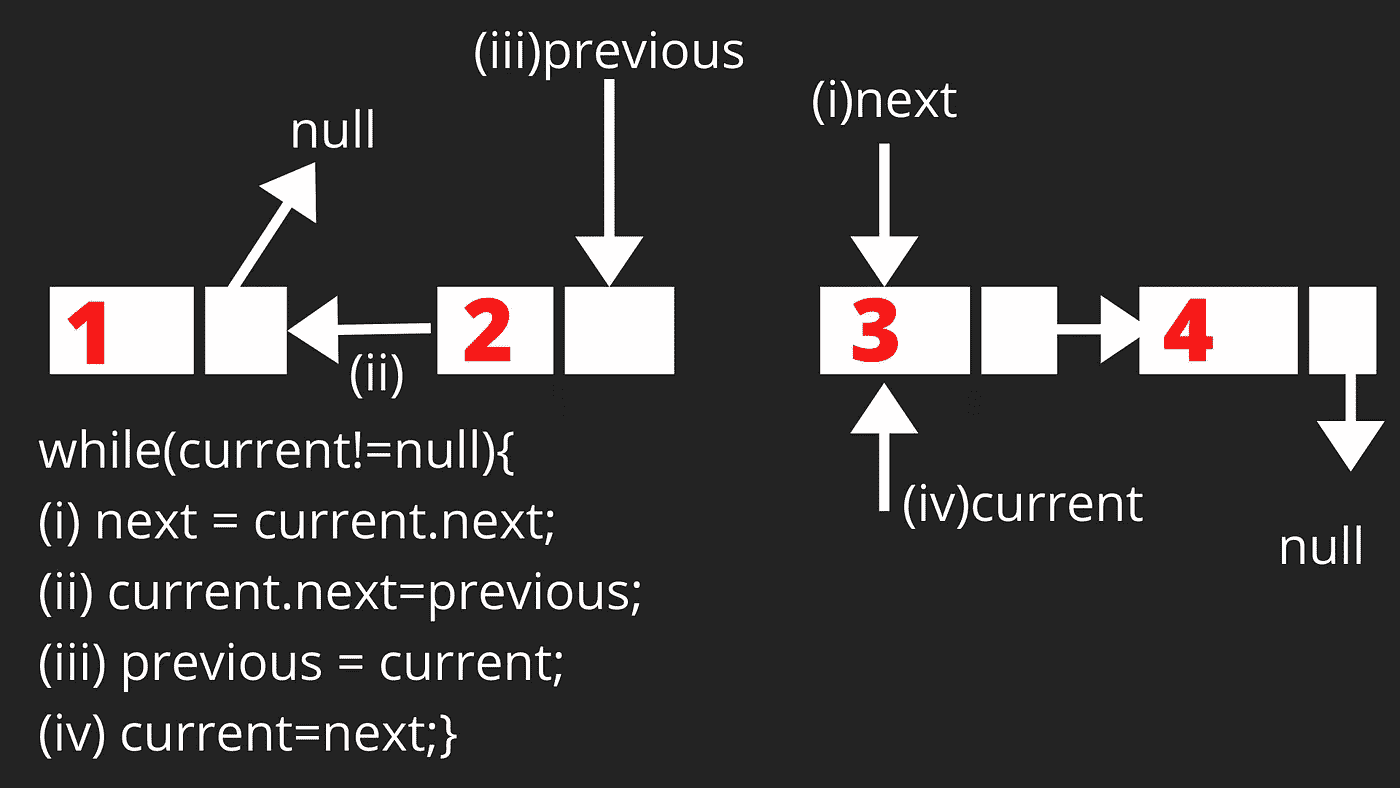 (iii)previous
(i)next
null
1
2
3
4
(ii)
while(current!=null){
(i) next = current.next;
(ii) current.next=previous;
(iii) previous = current;
(iv) current=next;}
(iv)current
null